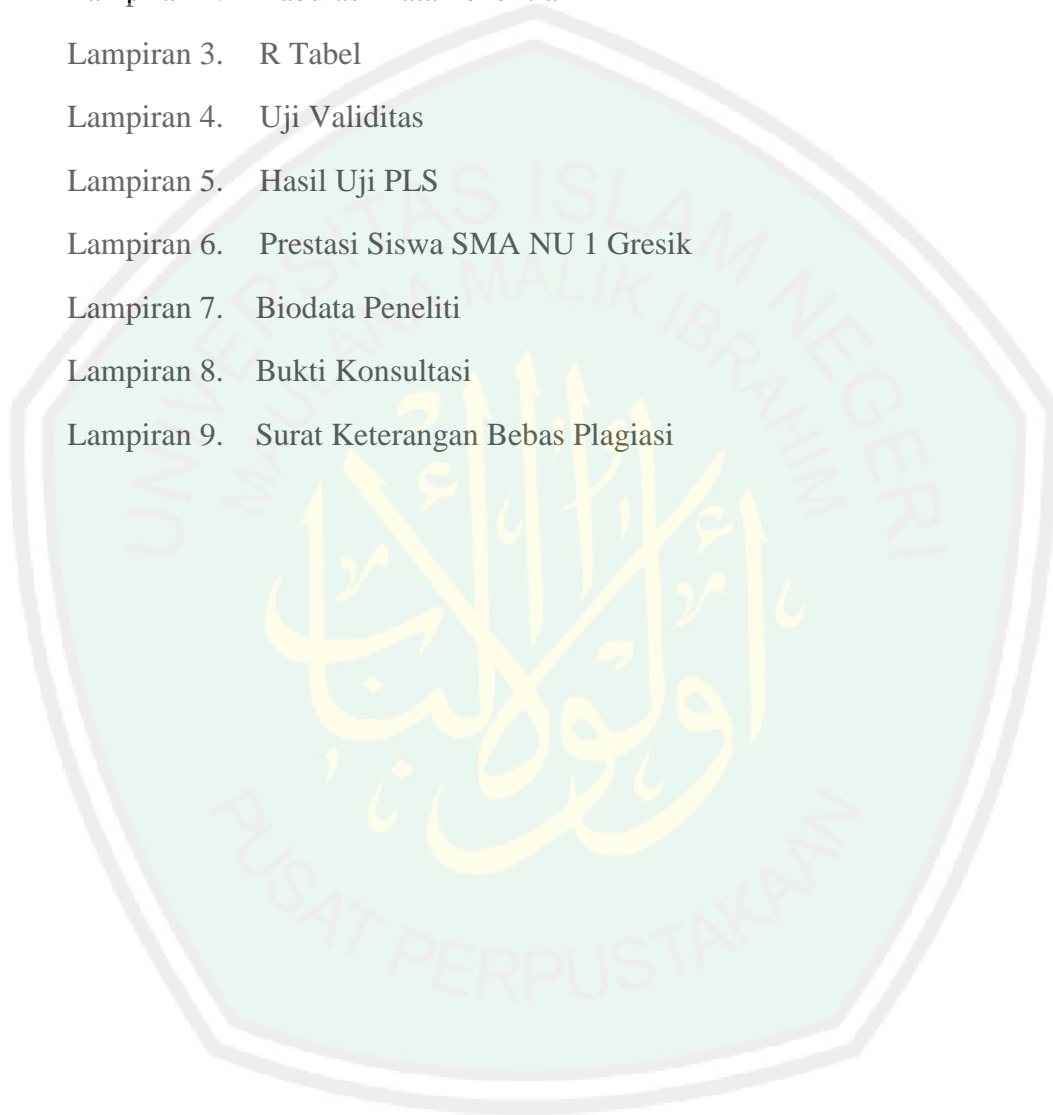 Lampiran 3. R Tabel
Lampiran 4. Uji Validitas
Lampiran 5. Hasil Uji PLS
Lampiran 6. Prestasi Siswa SMA NU 1 Gresik
Lampiran 7. Biodata Peneliti
Lampiran 8. Bukti Konsultasi
Lampiran 9. Surat Keterangan Bebas Plagiasi
UNIVERSITAS ISLAM NEGERI
MAULANA MALIK IBRAHIM
PUSAT PERPUSTAKAAN